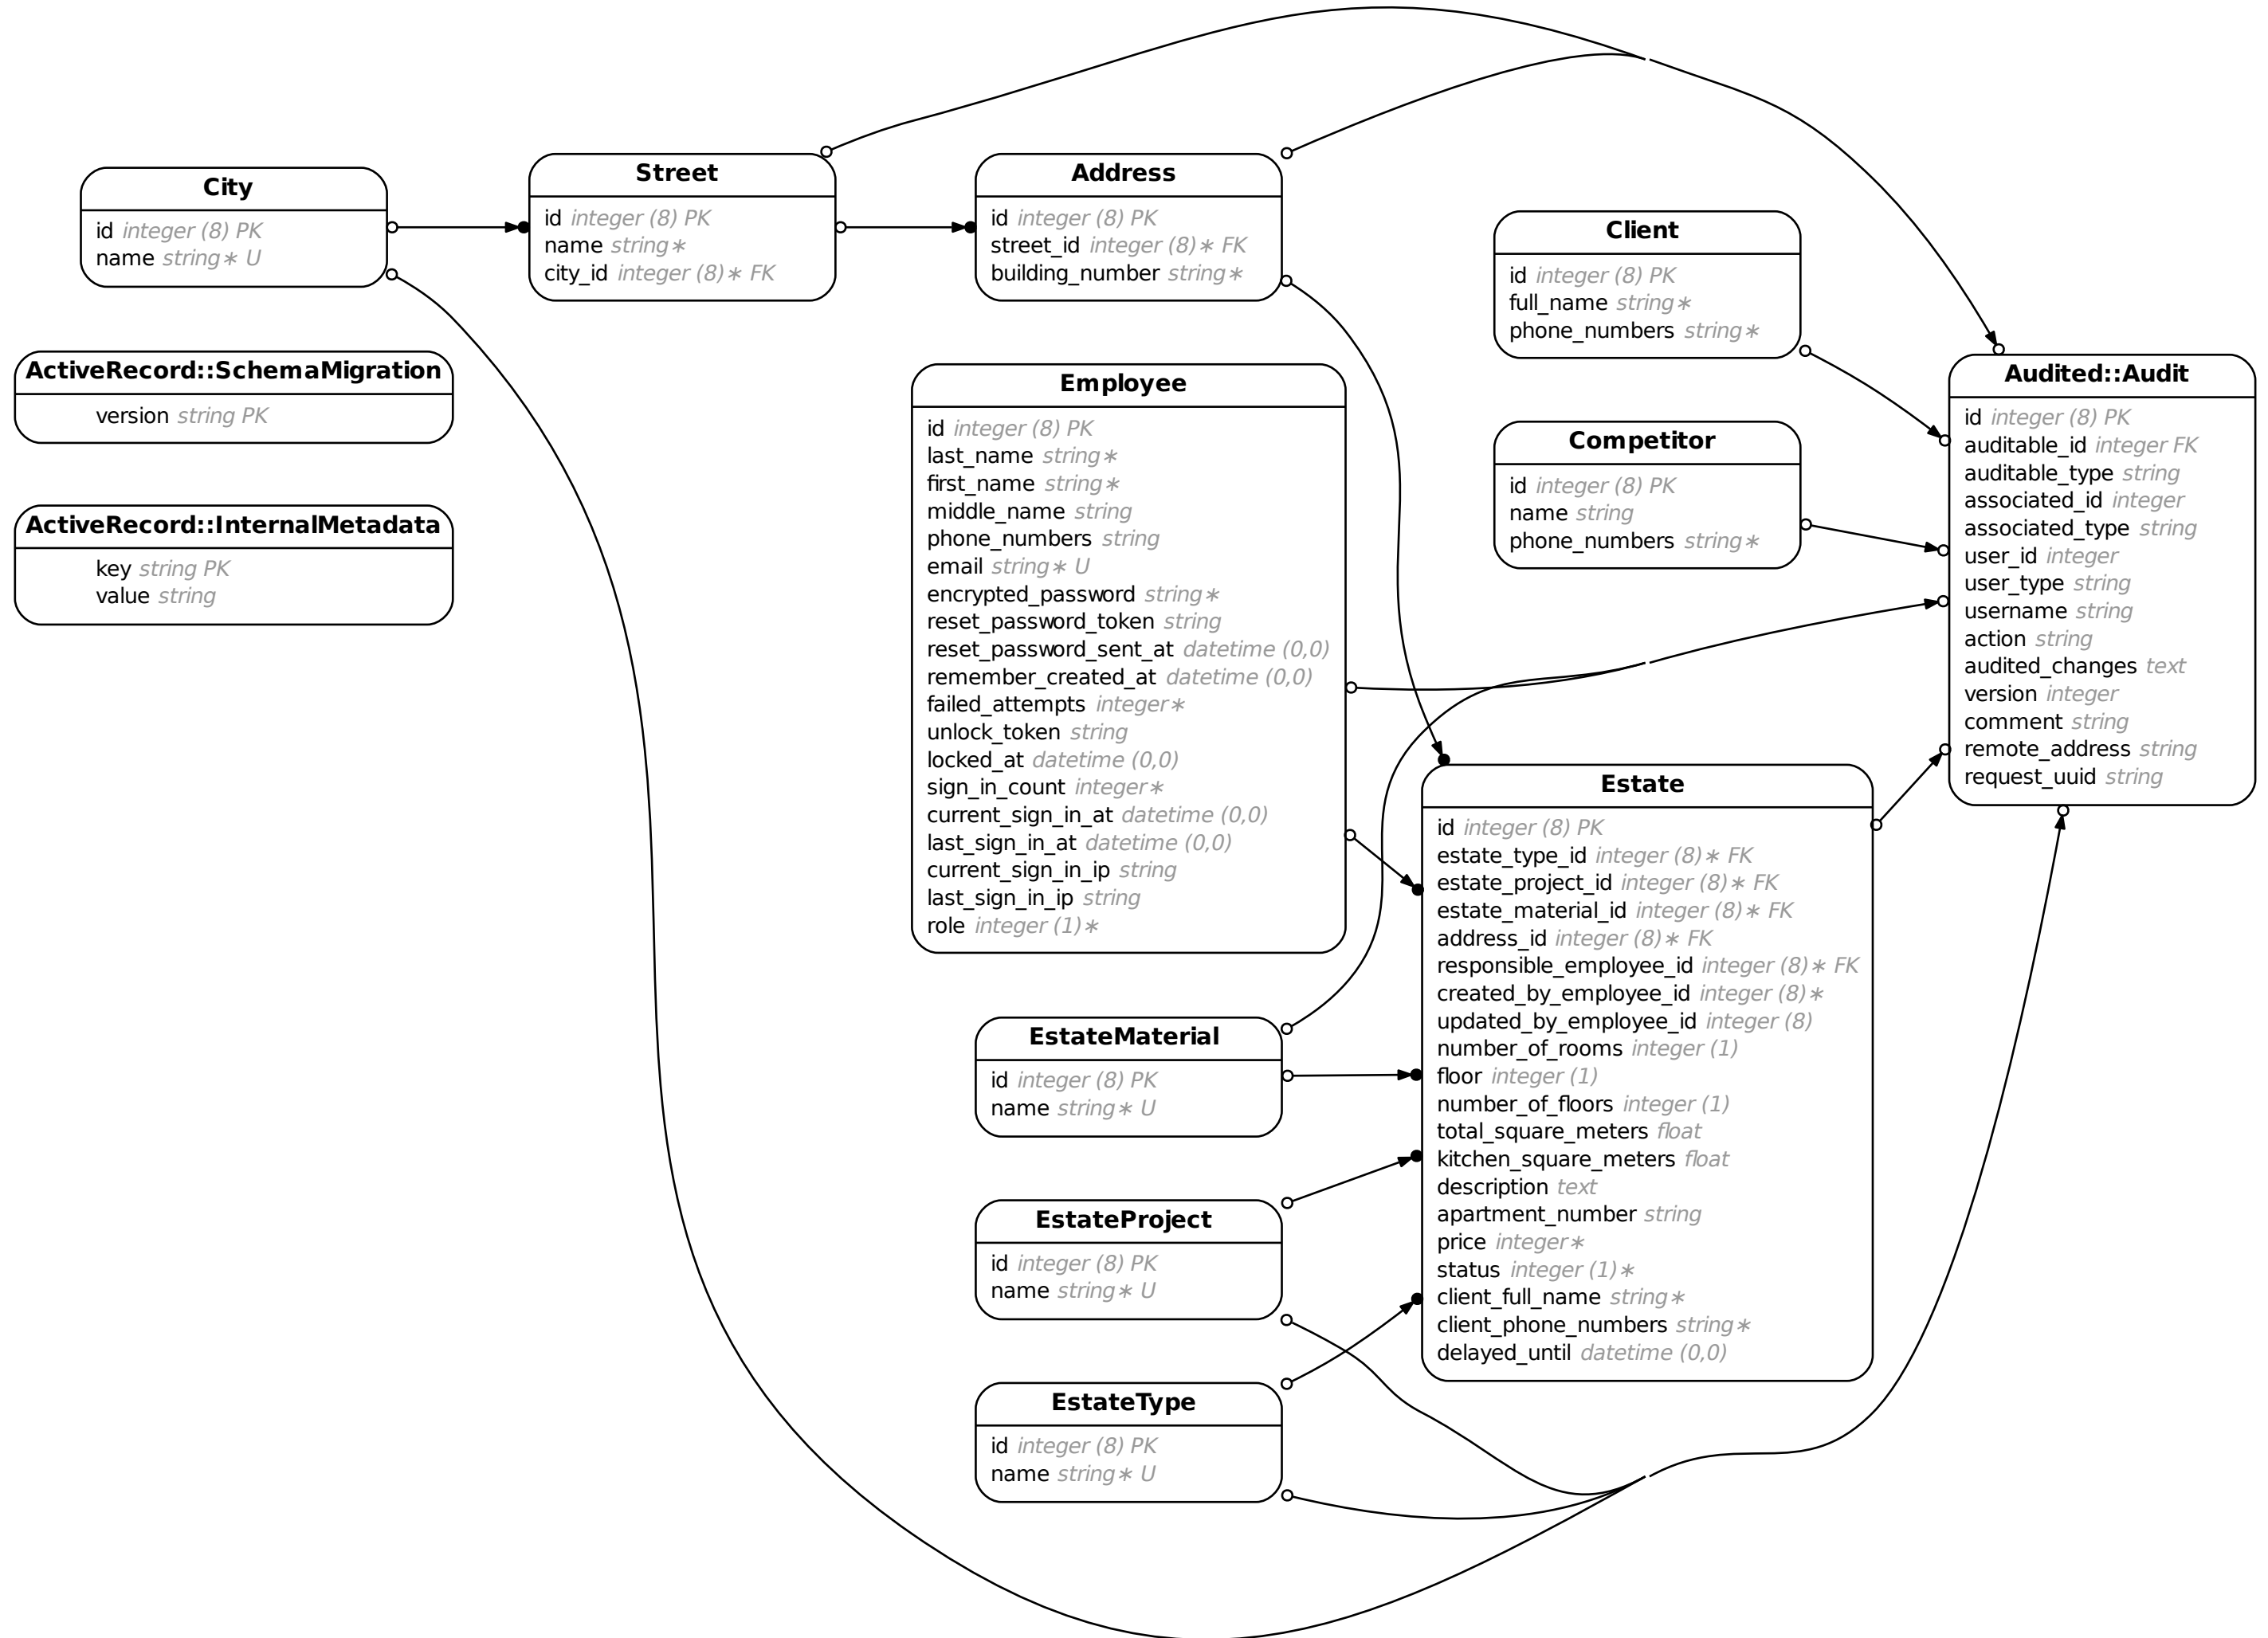 City
id integer (8) PK
name string∗ U
Street
id integer (8) PK
name string∗
city_id integer (8)∗ FK
Address
id integer (8) PK
street_id integer (8)∗ FK
building_number string∗
Client
id integer (8) PK
full_name string∗
phone_numbers string∗
ActiveRecord::SchemaMigration
version string PK
ActiveRecord::InternalMetadata
key string PK
value string
Employee
id integer (8) PK
last_name string∗
first_name string∗
middle_name string
phone_numbers string
email string∗ U
encrypted_password string∗
reset_password_token string
reset_password_sent_at datetime (0,0)
remember_created_at datetime (0,0)
failed_attempts integer∗
unlock_token string
locked_at datetime (0,0)
sign_in_count integer∗
current_sign_in_at datetime (0,0)
last_sign_in_at datetime (0,0)
current_sign_in_ip string
last_sign_in_ip string
role integer (1)∗
Competitor
id integer (8) PK
name string
phone_numbers string∗
Audited::Audit
id integer (8) PK
auditable_id integer FK
auditable_type string
associated_id integer
associated_type string
user_id integer
user_type string
username string
action string
audited_changes text
version integer
comment string
remote_address string
request_uuid string
Estate
id integer (8) PK
estate_type_id integer (8)∗ FK
estate_project_id integer (8)∗ FK
estate_material_id integer (8)∗ FK
address_id integer (8)∗ FK
responsible_employee_id integer (8)∗ FK
created_by_employee_id integer (8)∗
updated_by_employee_id integer (8)
number_of_rooms integer (1)
floor integer (1)
number_of_floors integer (1)
total_square_meters float
kitchen_square_meters float
description text
apartment_number string
price integer∗
status integer (1)∗
client_full_name string∗
client_phone_numbers string∗
delayed_until datetime (0,0)
EstateMaterial
id integer (8) PK
name string∗ U
EstateProject
id integer (8) PK
name string∗ U
EstateType
id integer (8) PK
name string∗ U